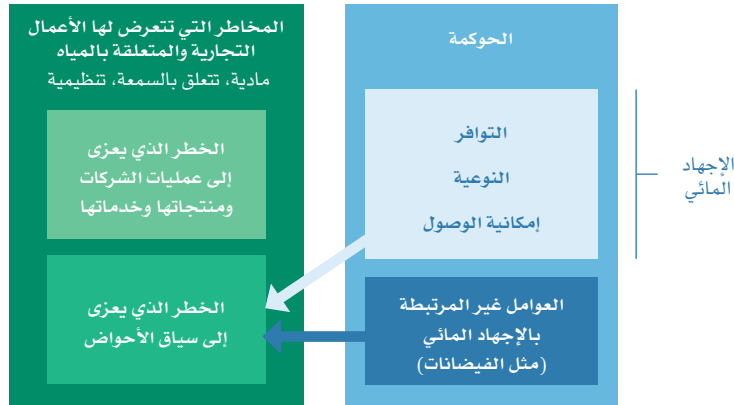 الحوكمة
التوافر
النوعية
إمكانية الوصول
الإجهاد
المائي
العوامل غير المرتبطة
بالإجهاد المائي
(مثل الفيضانات)
المخاطر التي تتعرض لها الأعمال
التجارية والمتعلقة بالمياه
مادية، تتعلق بالسمعة، تنظيمية
الخطر الذي يعزى
إلى عمليات الشركات
ومنتجاتها وخدماتها
الخطر الذي يعزى
إلى سياق الأحواض